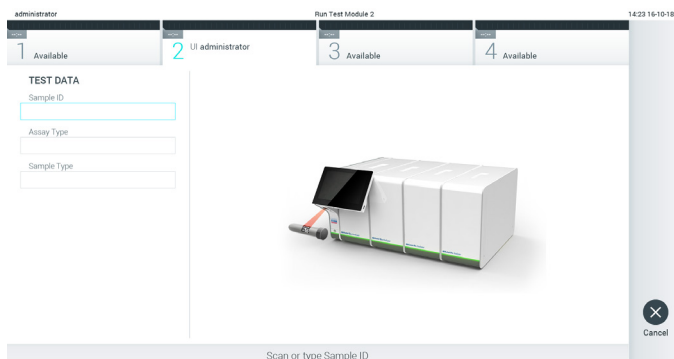 administrator
Run Test Module 2
14:23 16-10-18
1 Available
2 UI administrator
3 Available
4 Available
TEST DATA
Sample ID
Assay Type
Sample Type
Cancel
Scan or type Sample ID